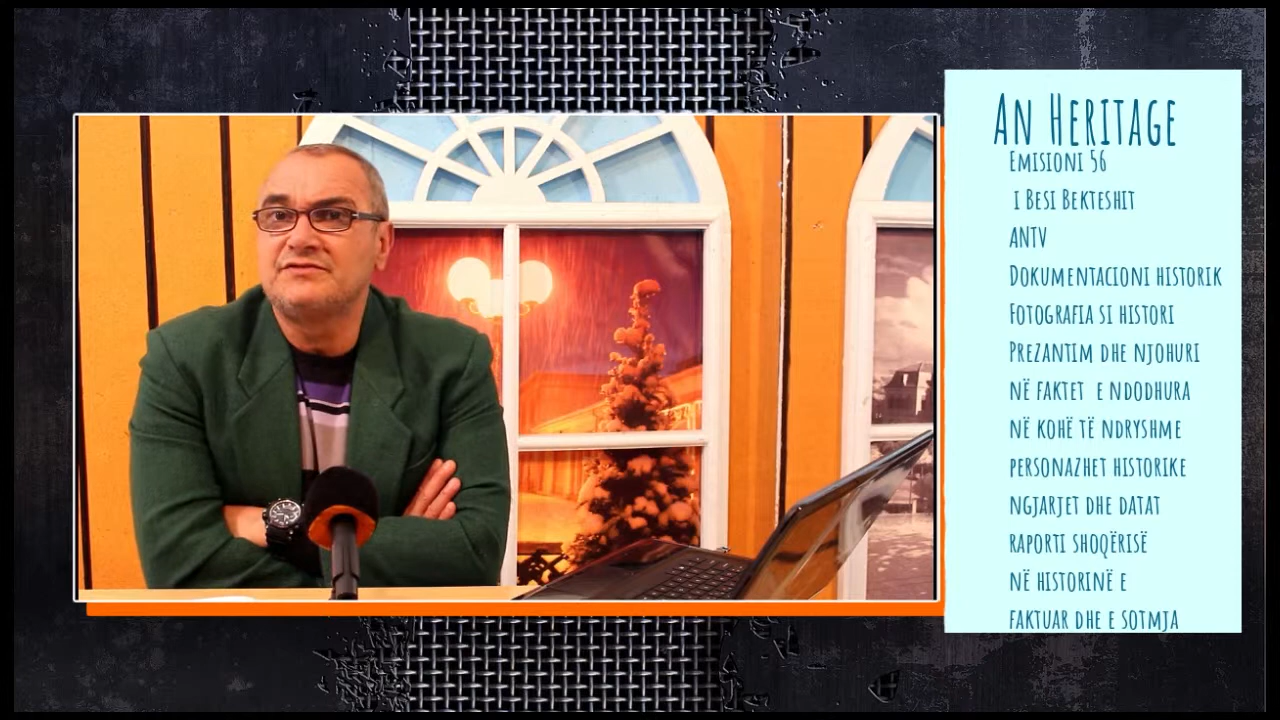 An Heritage
Emisioni 56
i Besi Bekteshit
ANTV
Dokumentacioni historik
Fotografia si histori
Prezantim dhe njohuri
në faktet e ndodhura
në kohë të ndryshme
personazhet historike
ngjarjet dhe datat
raporti shoqërisë
në historinë e
faktuar dhe e sotmja